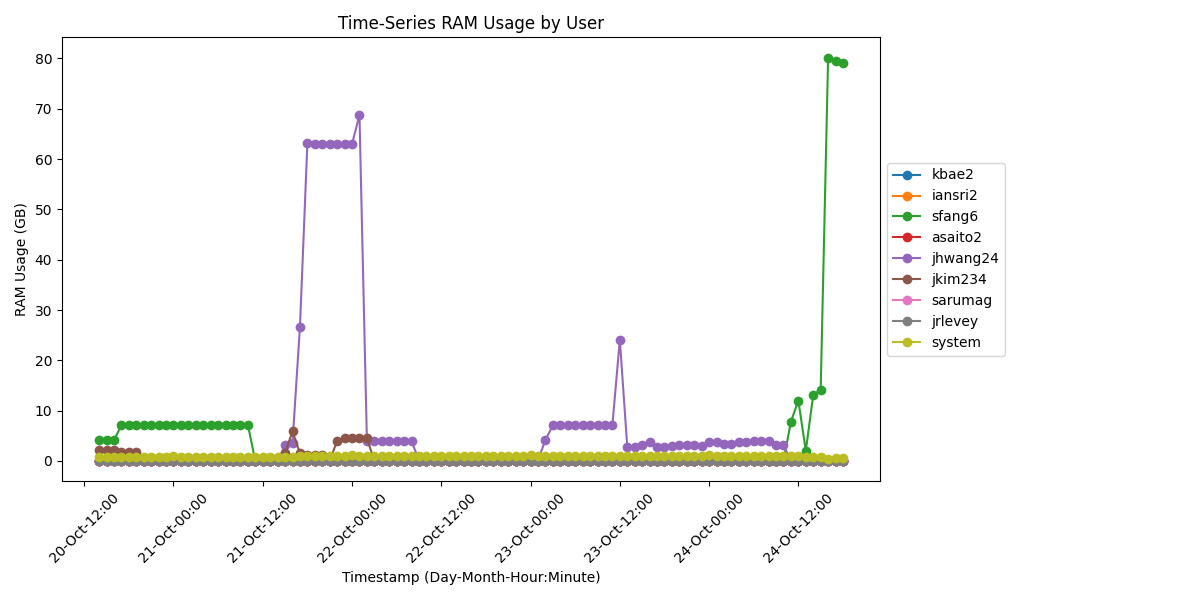 Time-Series RAM Usage by User
80
70
60
50
40
30
20
10
0
RAM Usage (GB)
20-Oct-12:00
21-Oct-00:00
21-Oct-12:00
22-Oct-00:00
22-Oct-12:00
23-Oct-00:00
23-Oct-12:00
24-Oct-00:00
24-Oct-12:00
Timestamp (Day-Month-Hour:Minute)
kbae2
iansri2
sfang6
asaito2
jhwang24
jkim234
sarumag
jrlevey
system